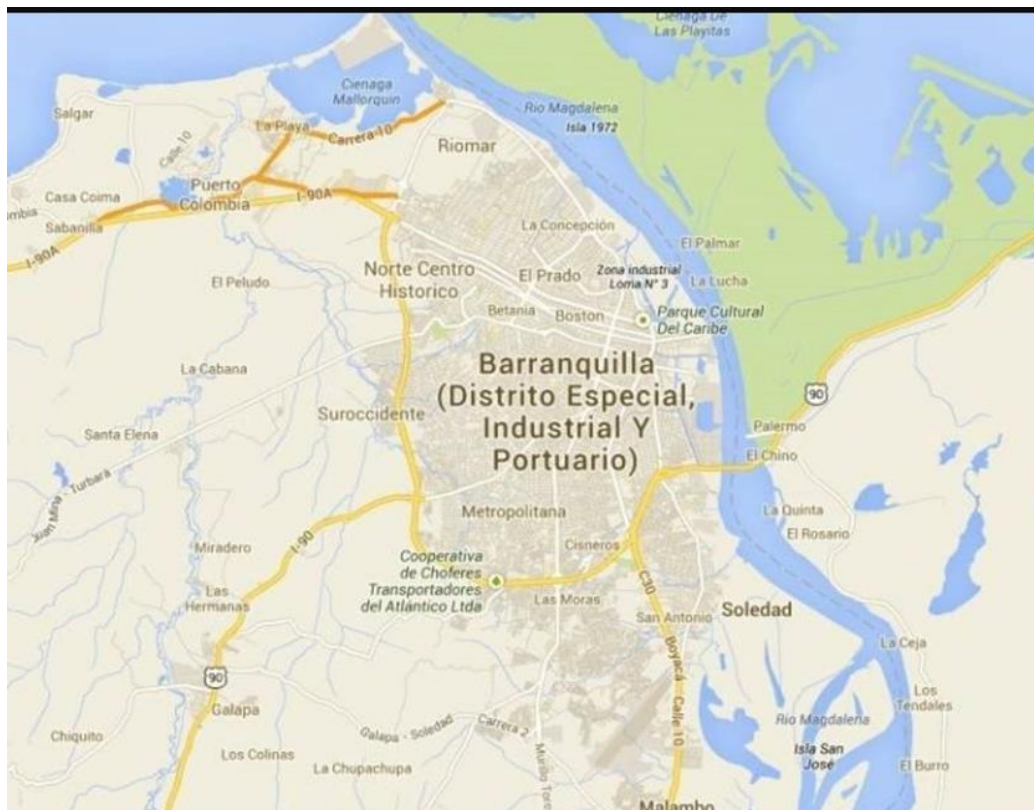 Cienaga De
Las Playitas
Cienaga
Mallorquin
Rio Magdalena
Isla 1972
Salgar
La Playa
Carrera 10
Calle 10
Riomar
Casa Coima
Puerto
Colombia
I-90A
Sabanilla
I-90A
La Concepción
El Palmar
El Peludo
Norte Centro
Historico
El Prado
Zona industrial
Loma N° 3
La Lucha
Betania
Boston
Parque Cultural
Del Caribe
La Cabana
Barranquilla
(Distrito Especial,
Industrial Y
Portuario)
90
Suroccidente
Santa Elena
Palermo
El Chino
Juan Mina - Turbará
Metropolitana
La Quinta
El Rosario
I-90
Miradero
Cisneros
Cooperativa
de Choferes
Transportadores
del Atlántico Ltda
C90
Las
Hermanas
Las Moras
San Antonio
Soledad
La Ceja
90
Boyacá
Calle 10
Galapa
Los
Tendales
Galapa - Soledad
Carrera 2
Rio Magdalena
Chiquito
Los Colinas
La Chupachupa
Isla San
José
El Burro
Malambo